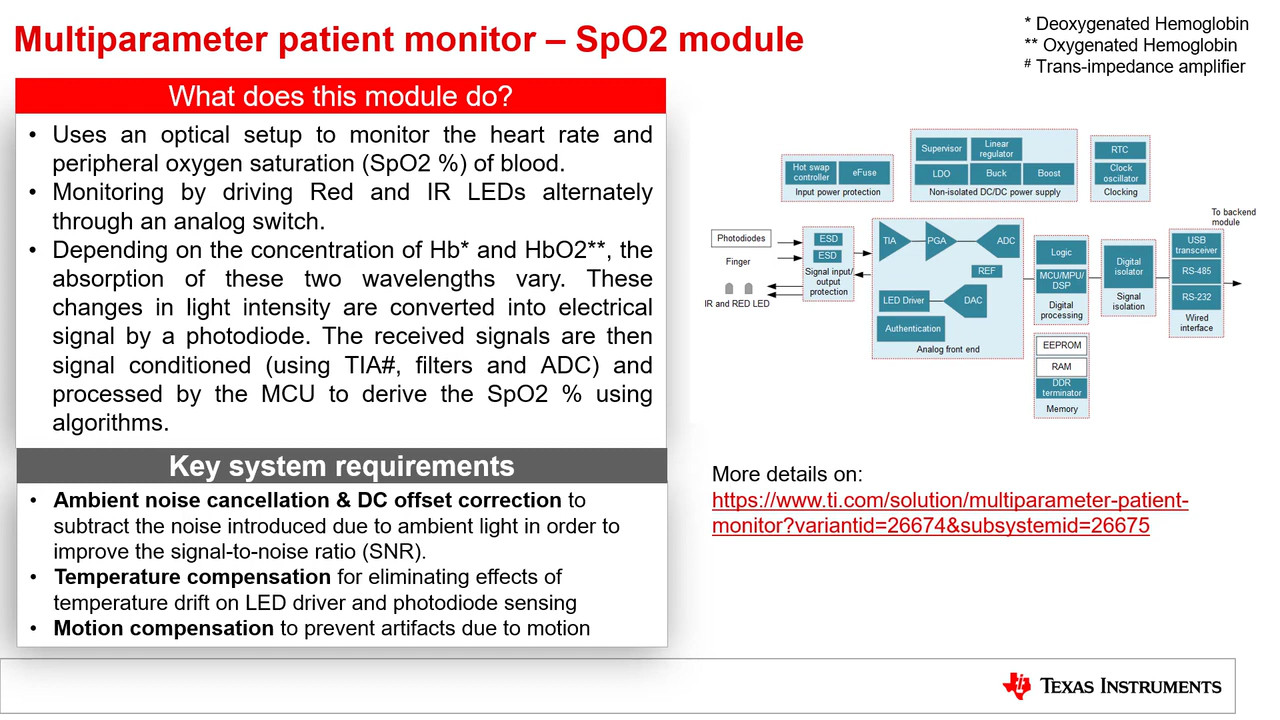 Multiparameter patient monitor – SpO2 module
* Deoxygenated Hemoglobin
** Oxygenated Hemoglobin
# Trans-impedance amplifier
What does this module do?
• Uses an optical setup to monitor the heart rate and
peripheral oxygen saturation (SpO2 %) of blood.
• Monitoring by driving Red and IR LEDs alternately
through an analog switch.
• Depending on the concentration of Hb* and HbO2**, the
absorption of these two wavelengths vary. These
changes in light intensity are converted into electrical
signal by a photodiode. The received signals are then
signal conditioned (using TIA#, filters and ADC) and
processed by the MCU to derive the SpO2 % using
algorithms.
Key system requirements
• Ambient noise cancellation & DC offset correction to
subtract the noise introduced due to ambient light in order to
improve the signal-to-noise ratio (SNR).
• Temperature compensation for eliminating effects of
temperature drift on LED driver and photodiode sensing
• Motion compensation to prevent artifacts due to motion
Hot swap
controller
eFuse
Input power protection
Supervisor
Linear
regulator
LDO
Buck
Boost
Non-isolated DC/DC power supply
RTC
Clock
oscillator
Clocking
Photodiodes
Finger
IR and RED LED
ESD
ESD
Signal input/
output
protection
TIA
PGA
ADC
REF
LED Driver
DAC
Authentication
Analog front end
Logic
MCU/MPU/
DSP
Digital
processing
Digital
isolator
Signal
isolation
To backend
module
USB
transceiver
RS-485
RS-232
Wired
interface
EEPROM
RAM
DDR
terminator
Memory
More details on:
https://www.ti.com/solution/multiparameter-patient-
monitor?variantid=26674&subsystemid=26675
TEXAS INSTRUMENTS